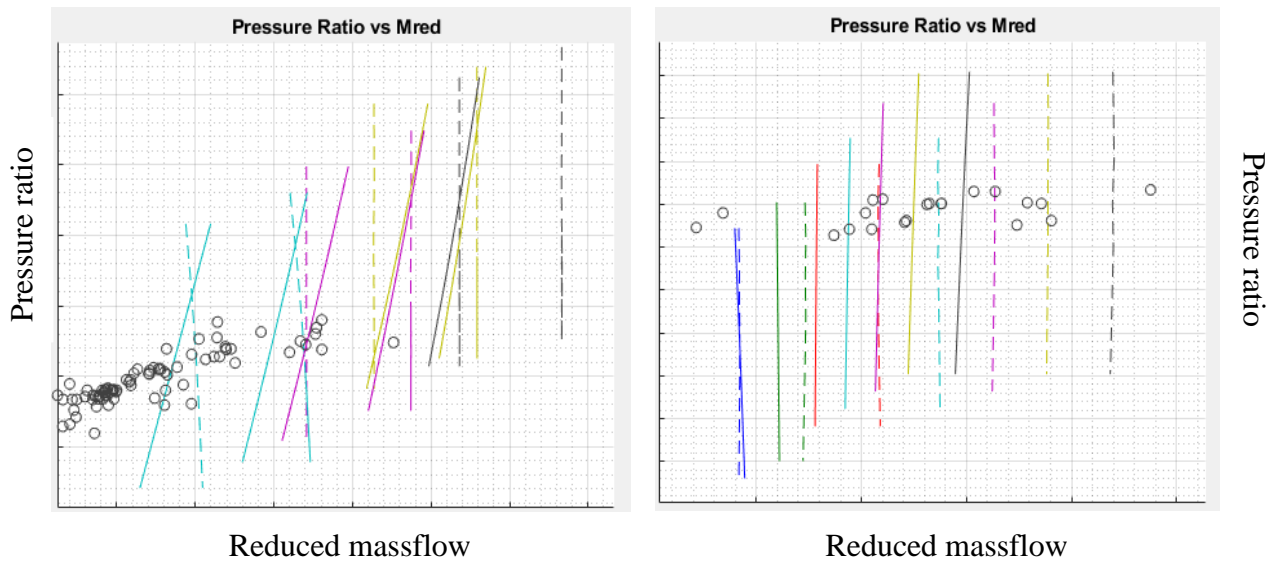 Pressure Ratio vs Mred
Pressure ratio
Reduced massflow
Pressure Ratio vs Mred
Pressure ratio
Reduced massflow